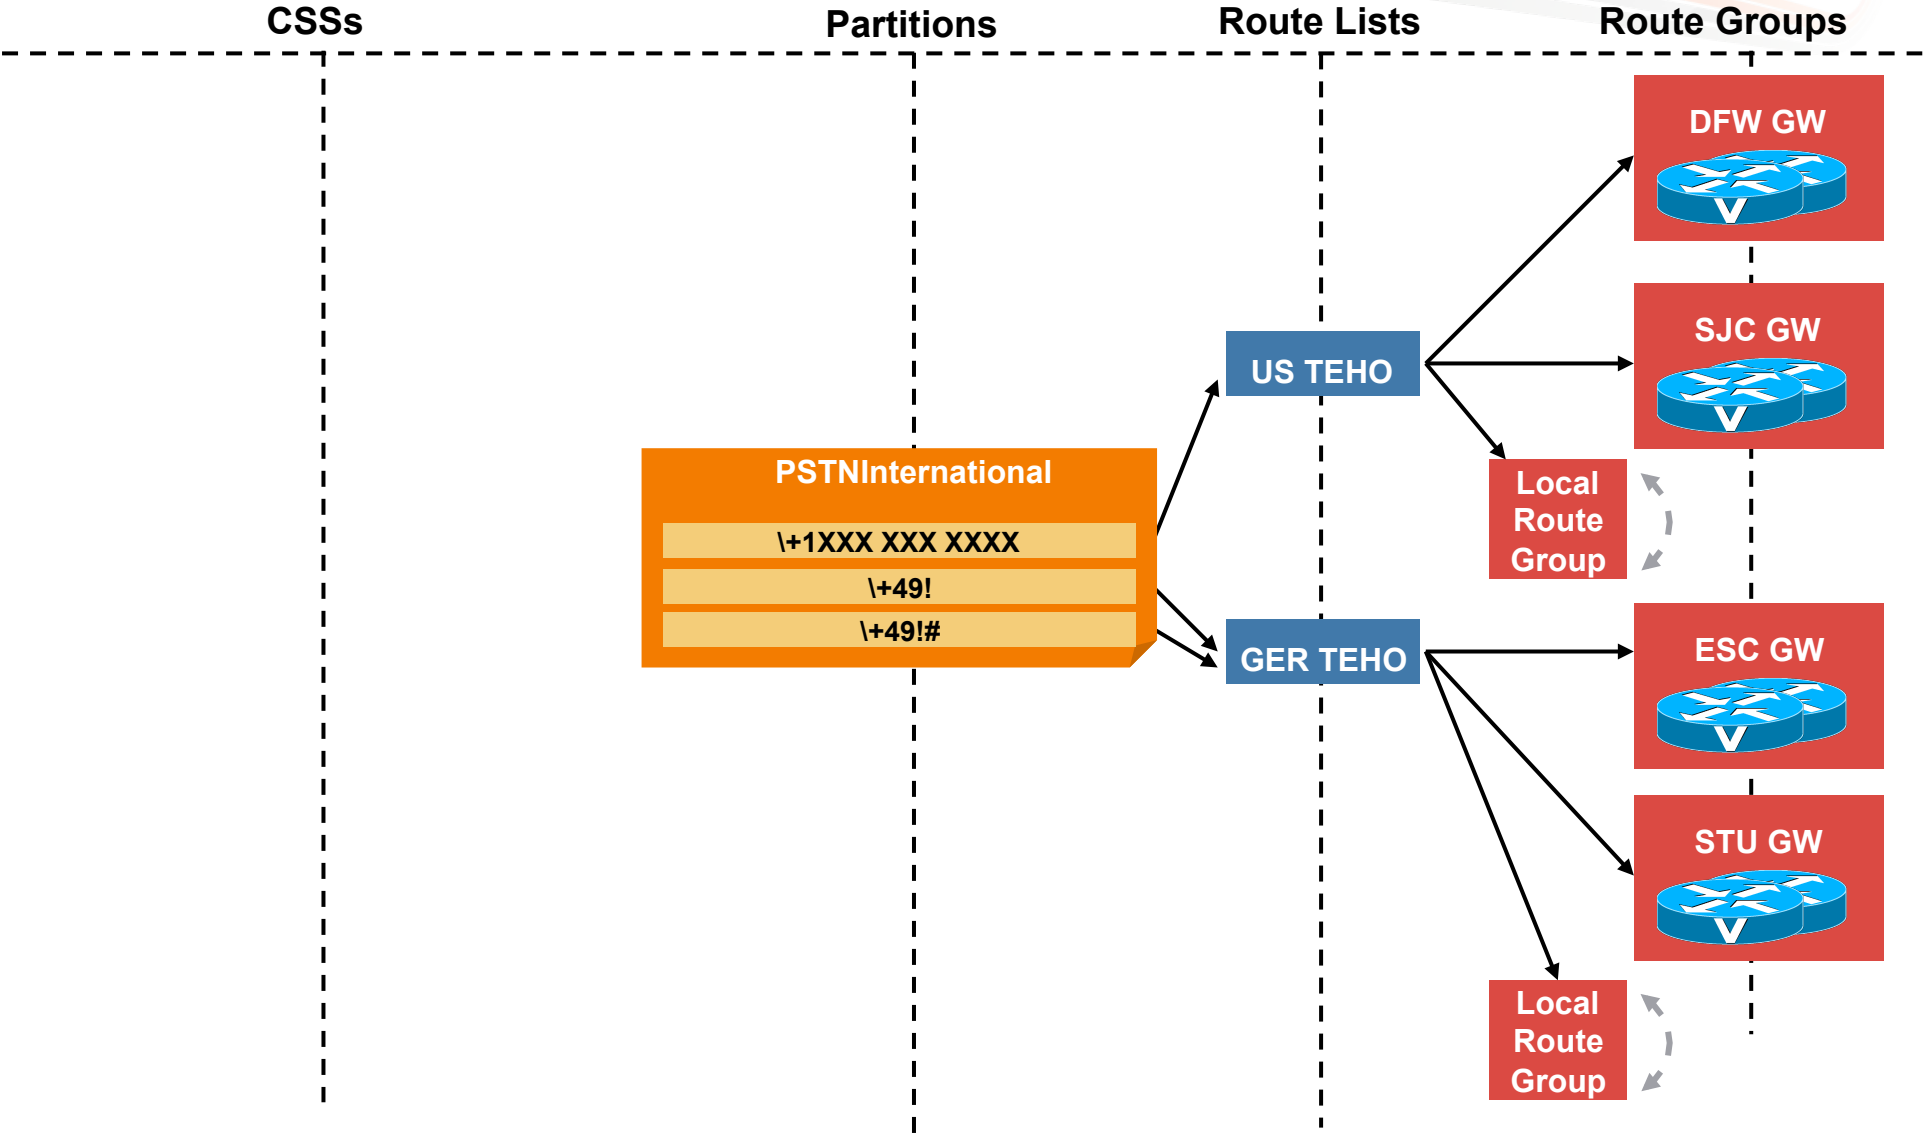 CSSs
Partitions
Route Lists
Route Groups
DFW GW
V
SJC GW
V
US TEHO
Local
Route
Group
PSTNInternational
\+1XXX XXX XXXX
\+49!
\+49!#
GER TEHO
ESC GW
V
STU GW
V
Local
Route
Group